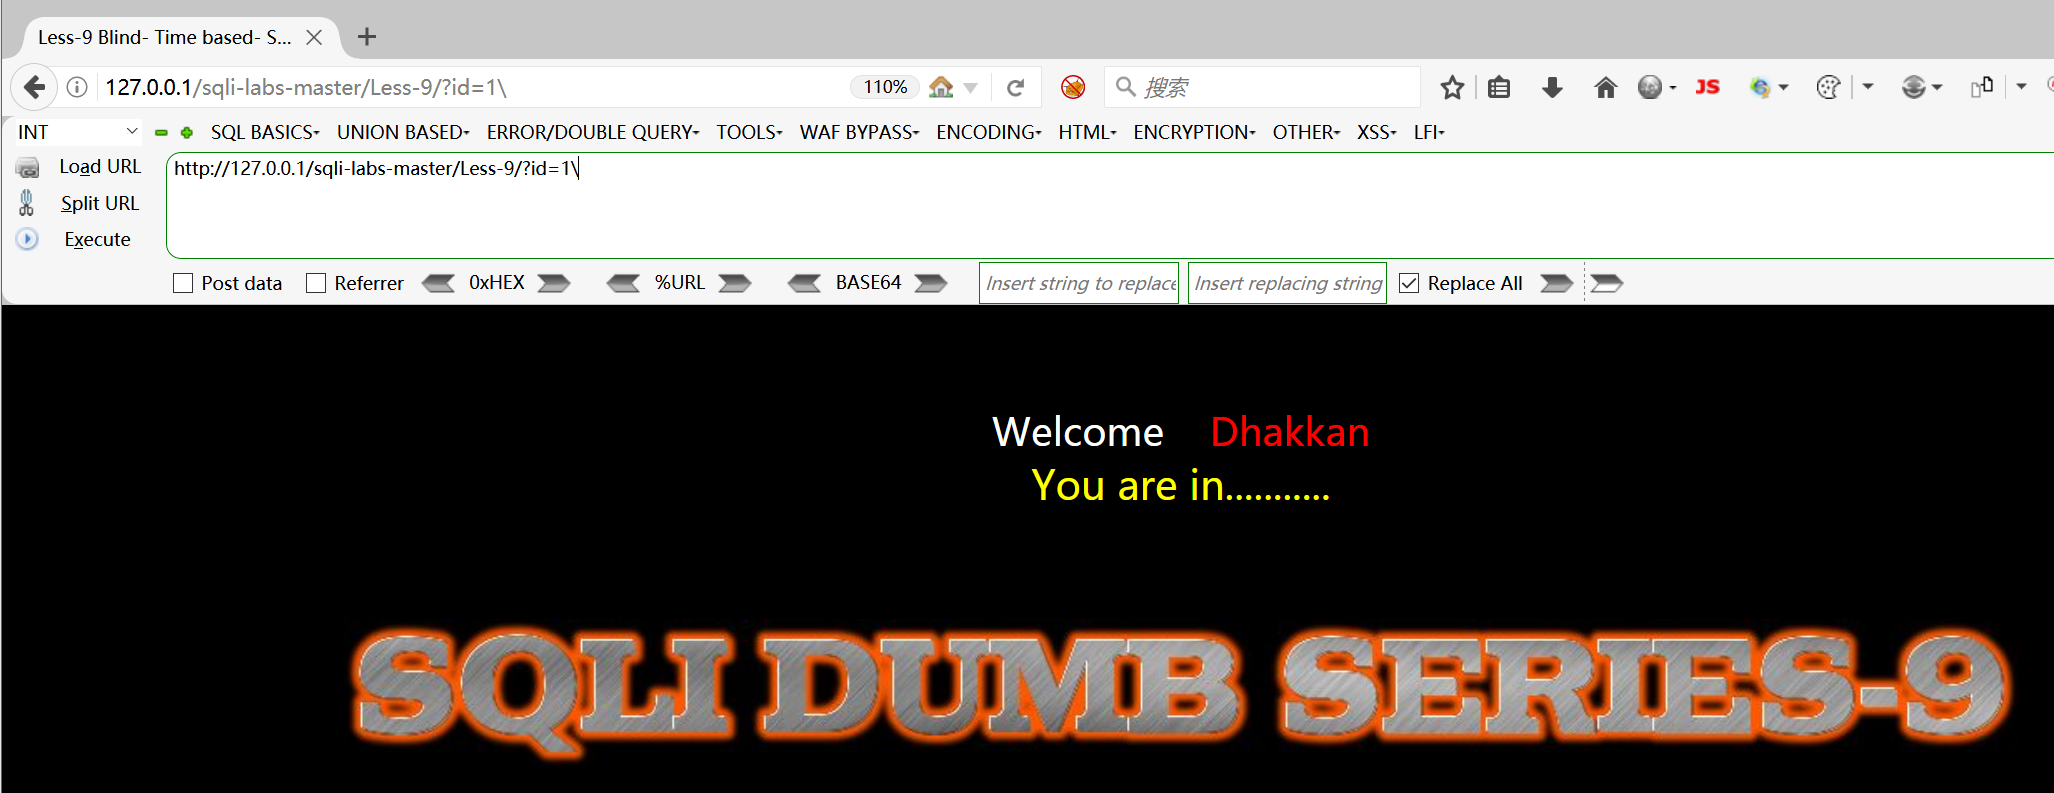 Less-9 Blind- Time based- S...
127.0.0.1/sqli-labs-master/Less-9/?id=1\ 110% 搜索 JS
INT SQL BASICS UNION BASED ERROR/DOUBLE QUERY TOOLS WAF BYPASS ENCODING HTML ENCRYPTION OTHER XSS LFI
Load URL http://127.0.0.1/sqli-labs-master/Less-9/?id=1\
Split URL
Execute
Post data Referrer 0xHEX %URL BASE64 Insert string to replace Insert replacing string Replace All
Welcome Dhakkan
You are in...........
SQLI DUMB SERIES-9